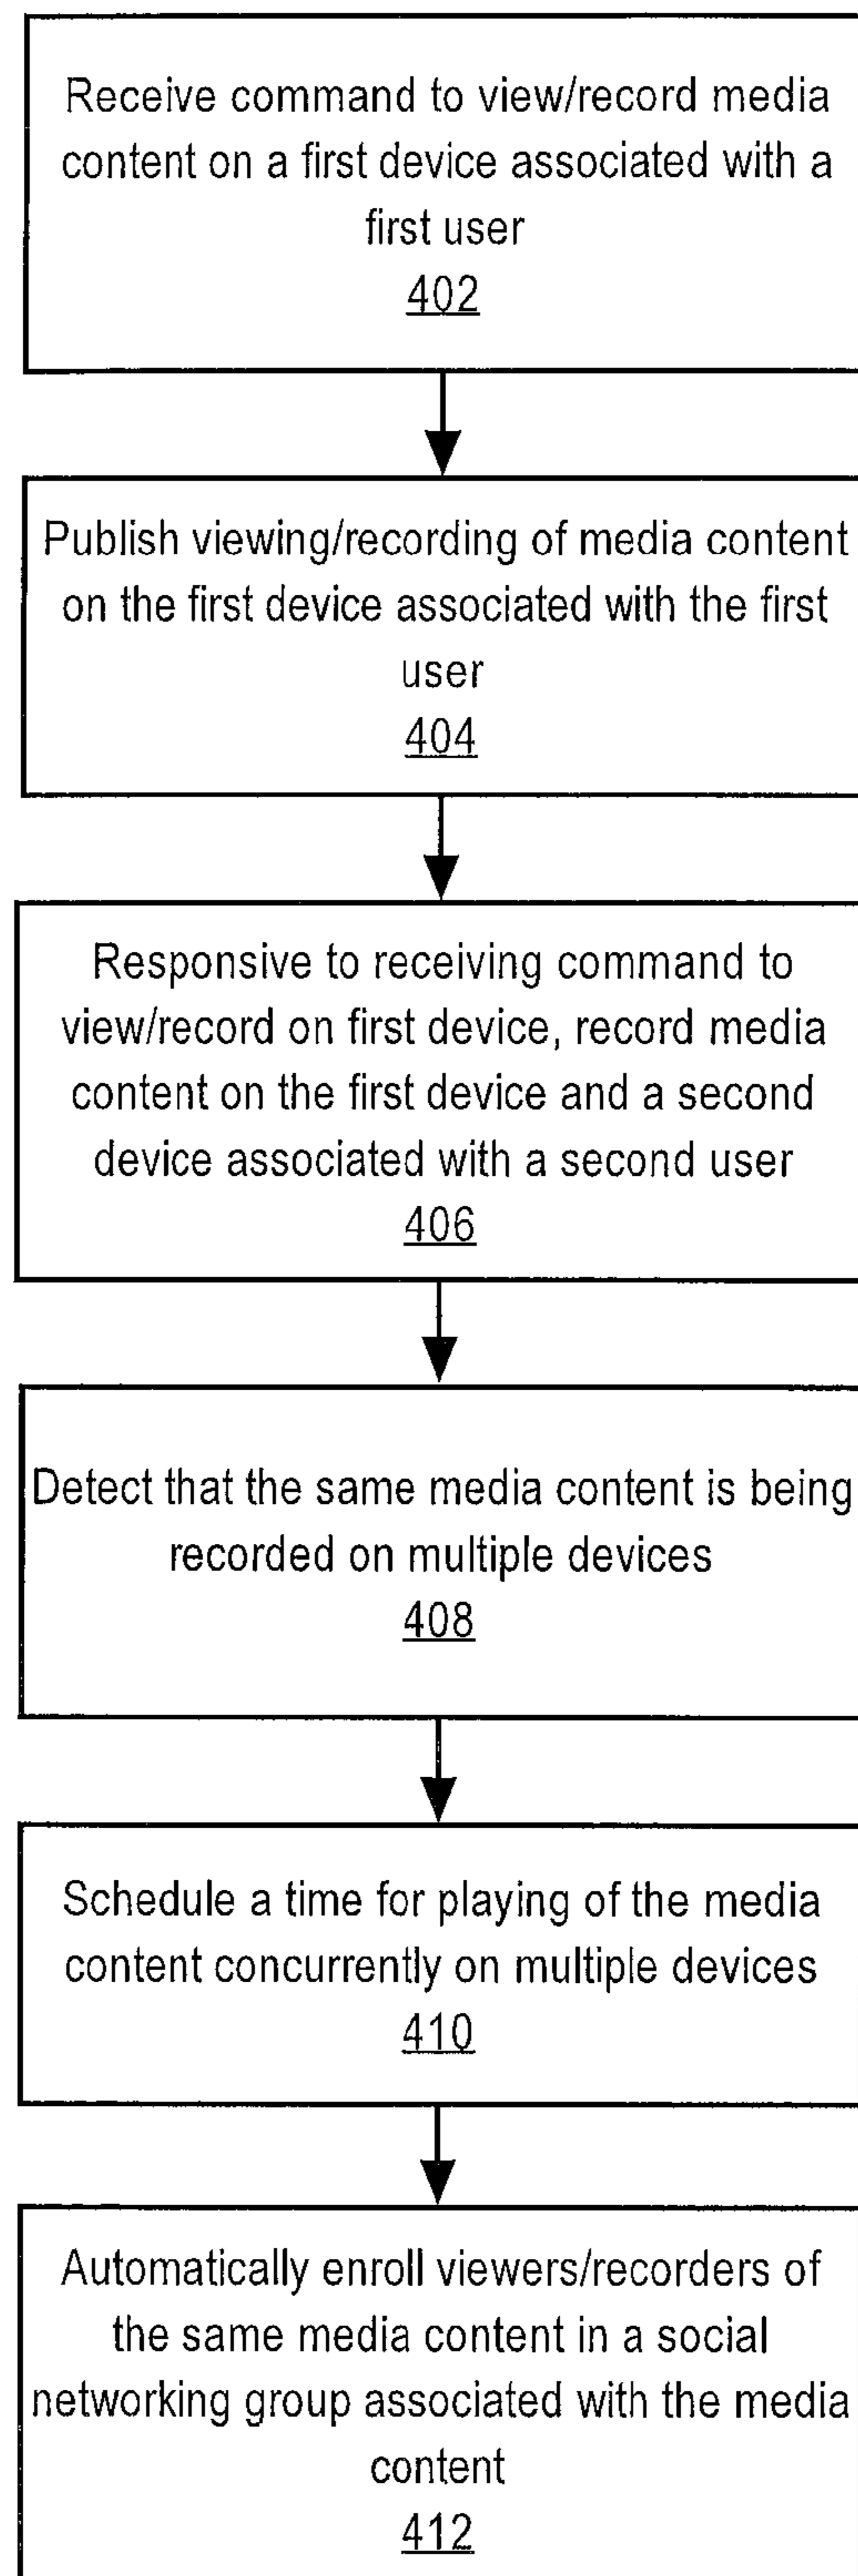 Receive command to view/record media
content on a first device associated with a
first user
402
Publish viewing/recording of media content
on the first device associated with the first
user
404
Responsive to receiving command to
view/record on first device, record media
content on the first device and a second
device associated with a second user
406
Detect that the same media content is being
recorded on multiple devices
408
Schedule a time for playing of the media
content concurrently on multiple devices
410
Automatically enroll viewers/recorders of
the same media content in a social
networking group associated with the media
content
412